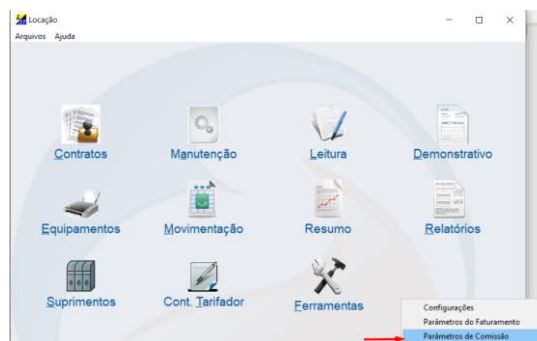 Locação
Arquivos Ajuda
Contratos Manutenção Leitura Demonstrativo
Equipamentos Movimentação Resumo Relatórios
Suprimentos Cont. Tarifador Ferramentas
Configurações
Parâmetros do Faturamento
Parâmetros de Comissão